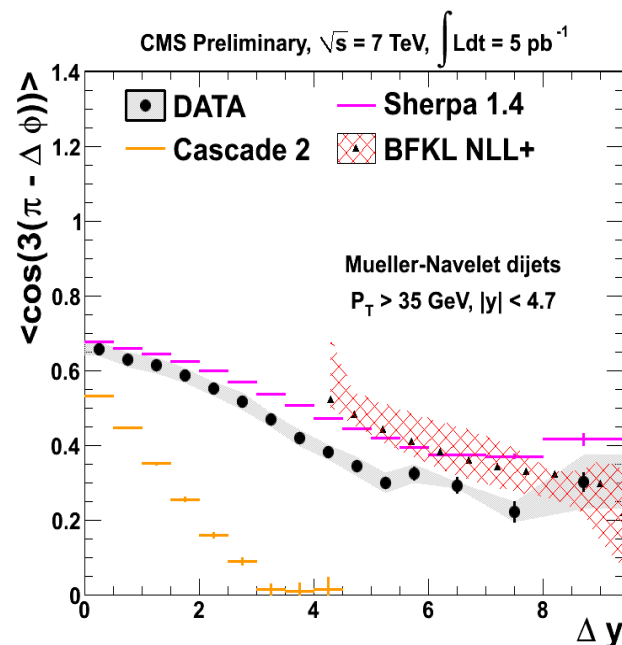 CMS Preliminary, √s = 7 TeV, ∫Ldt = 5 pb⁻¹
<cos(3(π - Δ ϕ))>
1.4
1.2
1
0.8
0.6
0.4
0.2
0
DATA
Sherpa 1.4
Cascade 2
BFKL NLL+
Mueller-Navelet dijets
P_T > 35 GeV, |y| < 4.7
0 2 4 6 8
Δ y